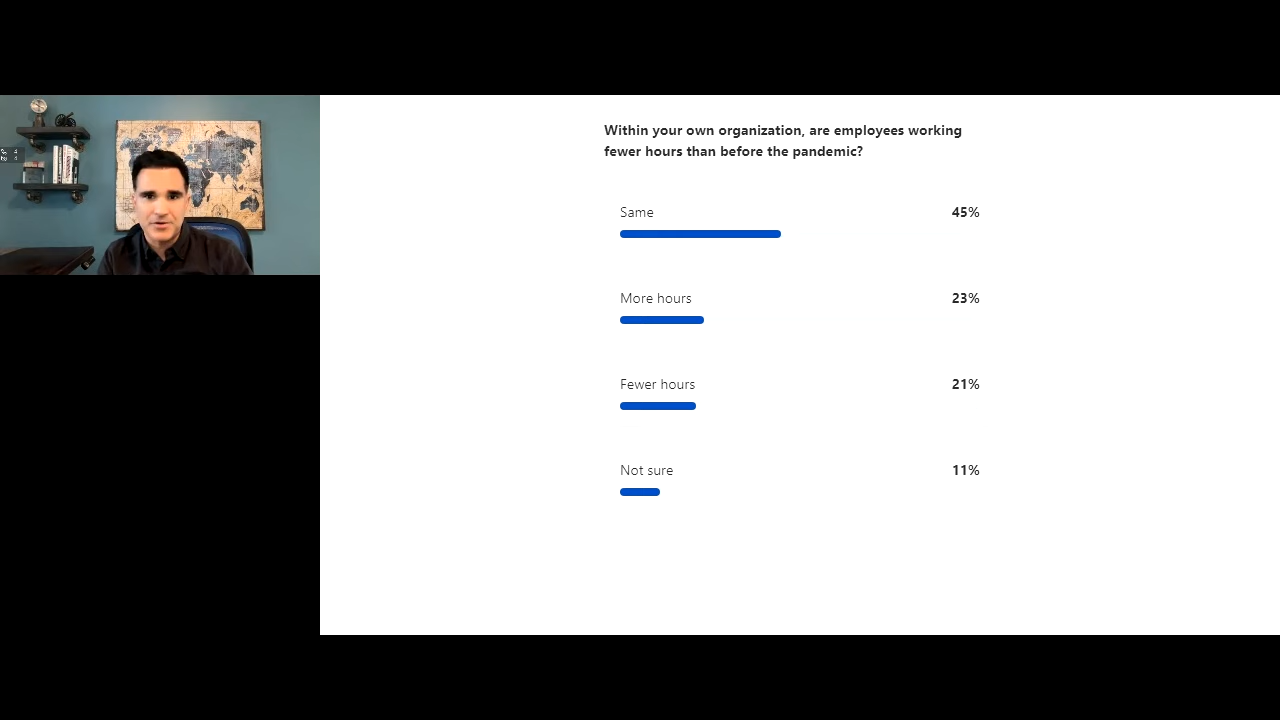 Within your own organization, are employees working
fewer hours than before the pandemic?
Same 45%
More hours 23%
Fewer hours 21%
Not sure 11%